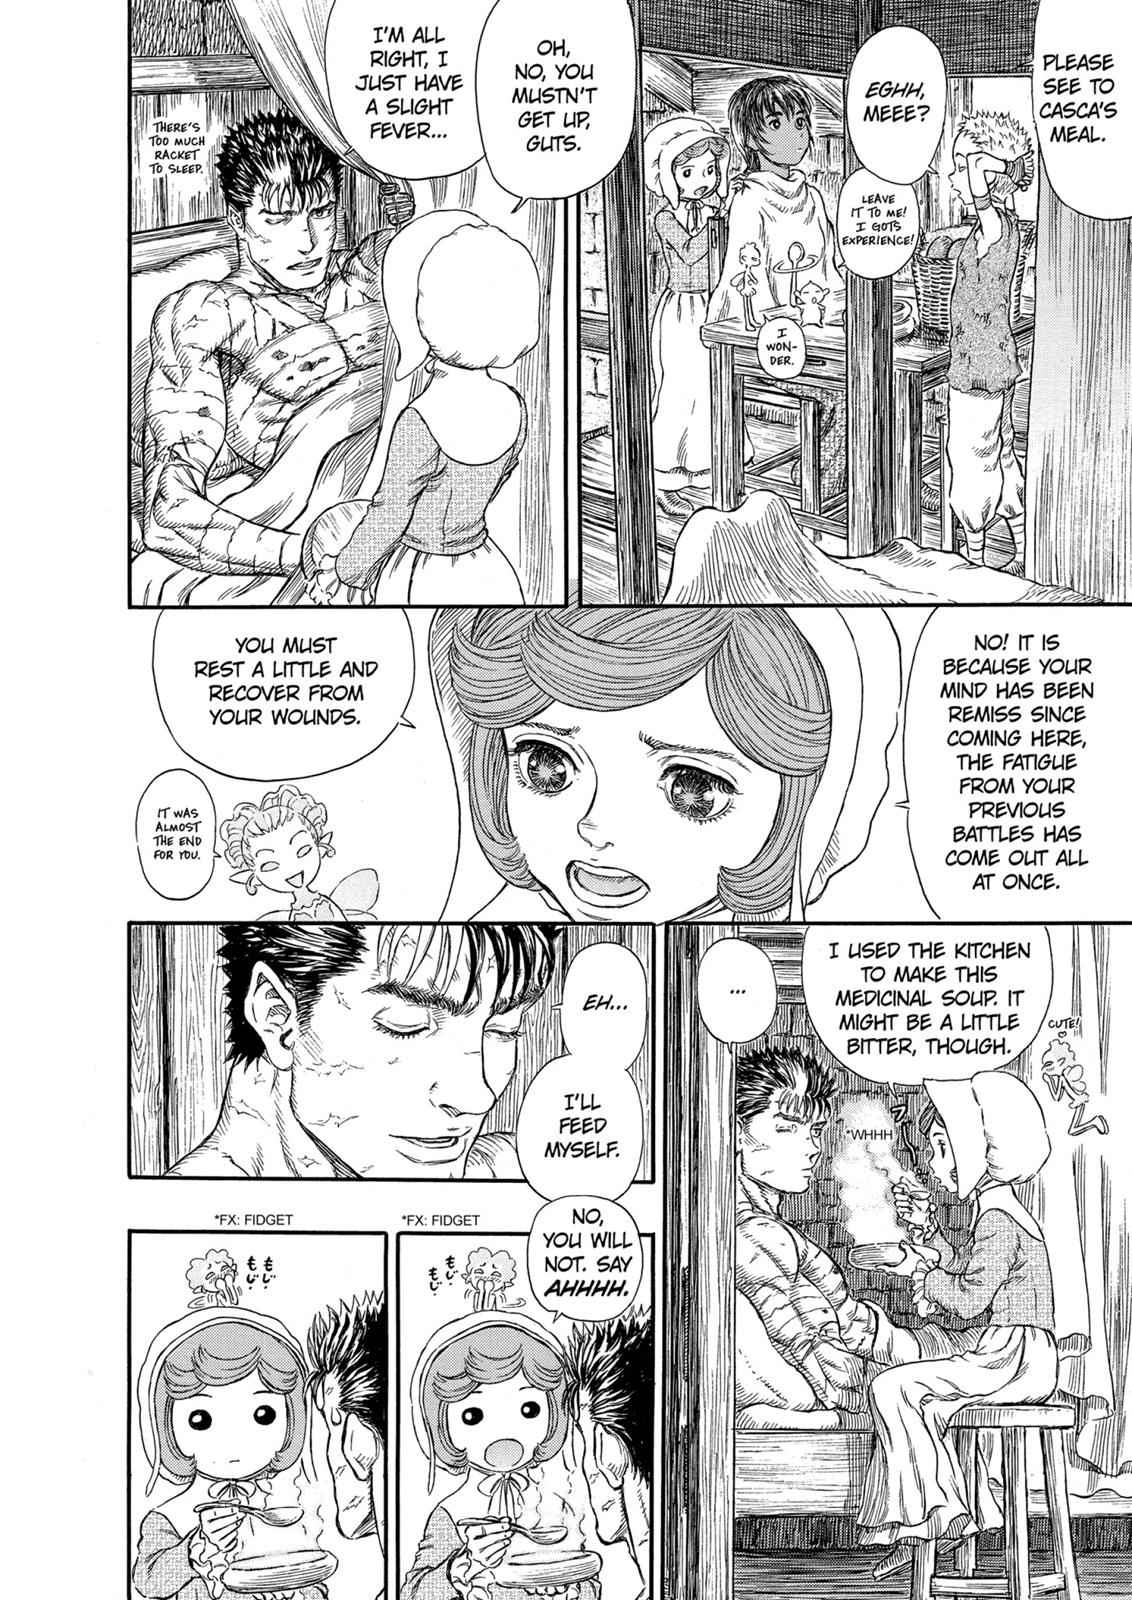 PLEASE
SEE TO
CASCA'S
MEAL.
EGHH,
MEEE?
LEAVE
IT TO ME!
I GOTS
EXPERIENCE!
I
WON-
DER.
OH,
NO, YOU
MUSTN'T
GET UP,
GUTS.
I'M ALL
RIGHT, I
JUST HAVE
A SLIGHT
FEVER...
THERE'S
TOO MUCH
RACKET
TO SLEEP.
NO! IT IS
BECAUSE YOUR
MIND HAS BEEN
REMISS SINCE
COMING HERE,
THE FATIGUE
FROM YOUR
PREVIOUS
BATTLES HAS
COME OUT ALL
AT ONCE.
YOU MUST
REST A LITTLE AND
RECOVER FROM
YOUR WOUNDS.
IT WAS
ALMOST
THE END
FOR YOU.
I USED THE KITCHEN
TO MAKE THIS
MEDICINAL SOUP. IT
MIGHT BE A LITTLE
BITTER, THOUGH.
CUTE!
...
*WHHH
フー
EH...
I'LL
FEED
MYSELF.
NO,
YOU WILL
NOT. SAY
AHHHH.
*FX: FIDGET
もじ
もじ
*FX: FIDGET
もじ
もじ